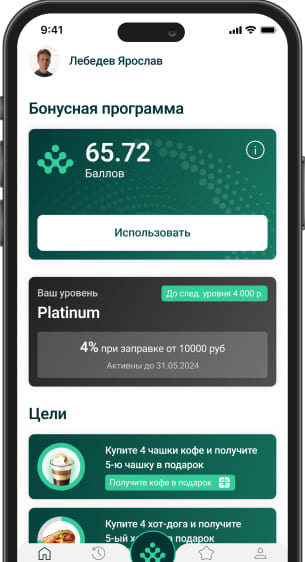 9:41
Лебедев Ярослав
Бонусная программа
65.72
Баллов
Использовать
Ваш уровень
До след. уровня 4 000 р.
Platinum
4% при заправке от 10000 руб
Активны до 31.05.2024
Цели
Купите 4 чашки кофе и получите
5-ю чашку в подарок
Получите кофе в подарок
Купите 4 хот-дога и получите
5-ый хо в подарок